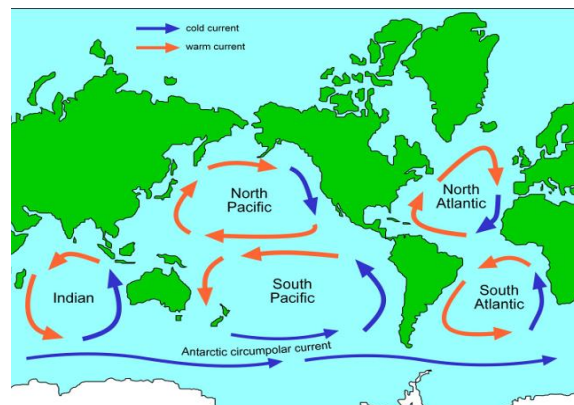 cold current
warm current
North
Pacific
North
Atlantic
Indian
South
Pacific
South
Atlantic
Antarctic circumpolar current